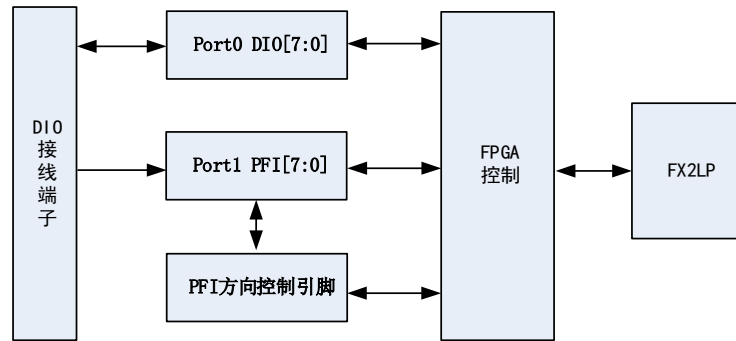 DIO
接
线
端
子
Port0 DIO[7:0]
Port1 PFI[7:0]
PFI方向控制引脚
FPGA
控制
FX2LP